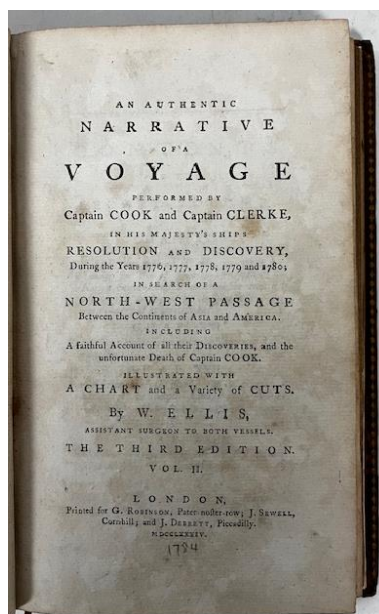 AN AUTHENTIC
NARRATIVE
OF A
VOYAGE
PERFORMED BY
Captain COOK and Captain CLERKE,
IN HIS MAJESTY'S SHIPS
RESOLUTION AND DISCOVERY,
During the Years 1776, 1777, 1778, 1779 and 1780;
IN SEARCH OF A
NORTH-WEST PASSAGE
Between the Continents of ASIA and AMERICA.
INCLUDING
A faithful Account of all their DISCOVERIES, and the
unfortunate Death of Captain COOK.
ILLUSTRATED WITH
A CHART and a Variety of CUTS.
By W. ELLIS,
ASSISTANT SURGEON TO BOTH VESSELS.
THE THIRD EDITION.
VOL. II.
LONDON,
Printed for G. ROBINSON, Pater-noster-row; J. SEWELL,
Cornhill; and J. DEBRETT, Piccadilly.
MDCCLXXXIV.
1784